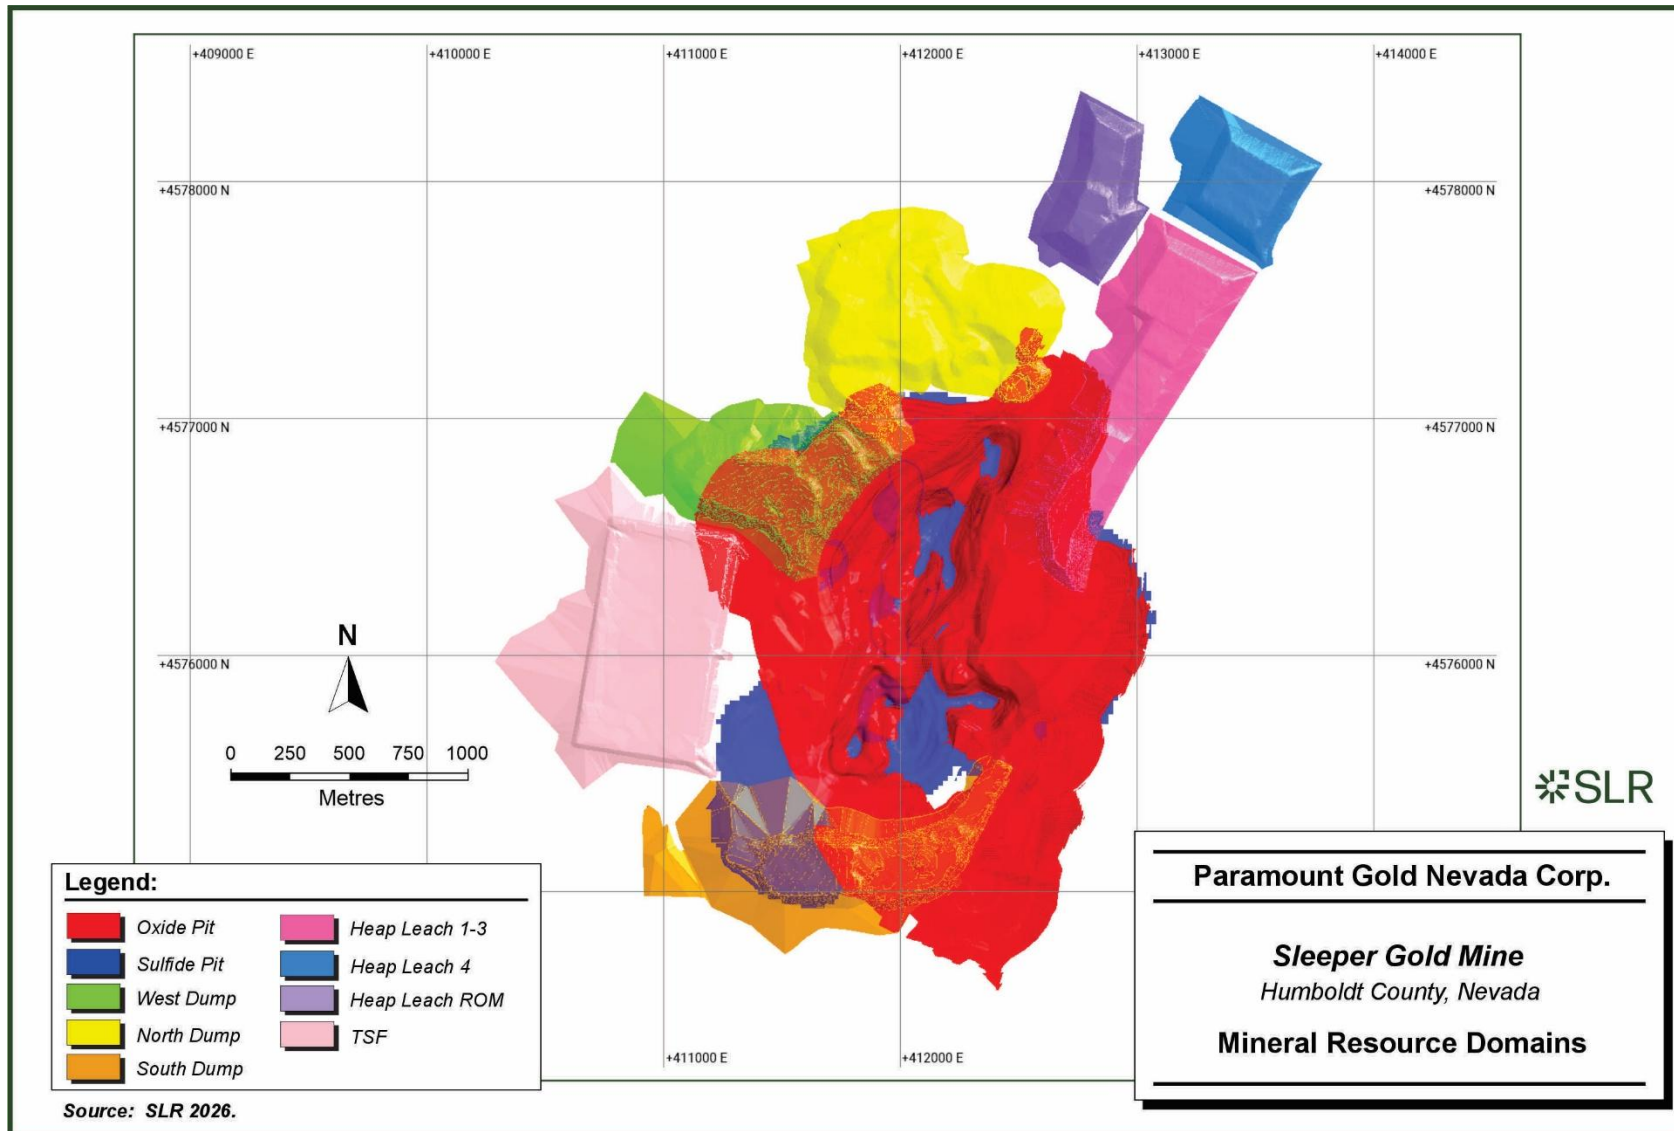 +409000 E
+410000 E
+411000 E
+412000 E
+413000 E
+414000 E
+4578000 N
+4578000 N
+4577000 N
+4577000 N
+4576000 N
+4576000 N
N
0 250 500 750 1000
Metres
SLR
Legend:
Oxide Pit
Sulfide Pit
West Dump
North Dump
South Dump
Heap Leach 1-3
Heap Leach 4
Heap Leach ROM
TSF
+411000 E
+412000 E
Paramount Gold Nevada Corp.
Sleeper Gold Mine
Humboldt County, Nevada
Mineral Resource Domains
Source: SLR 2026.